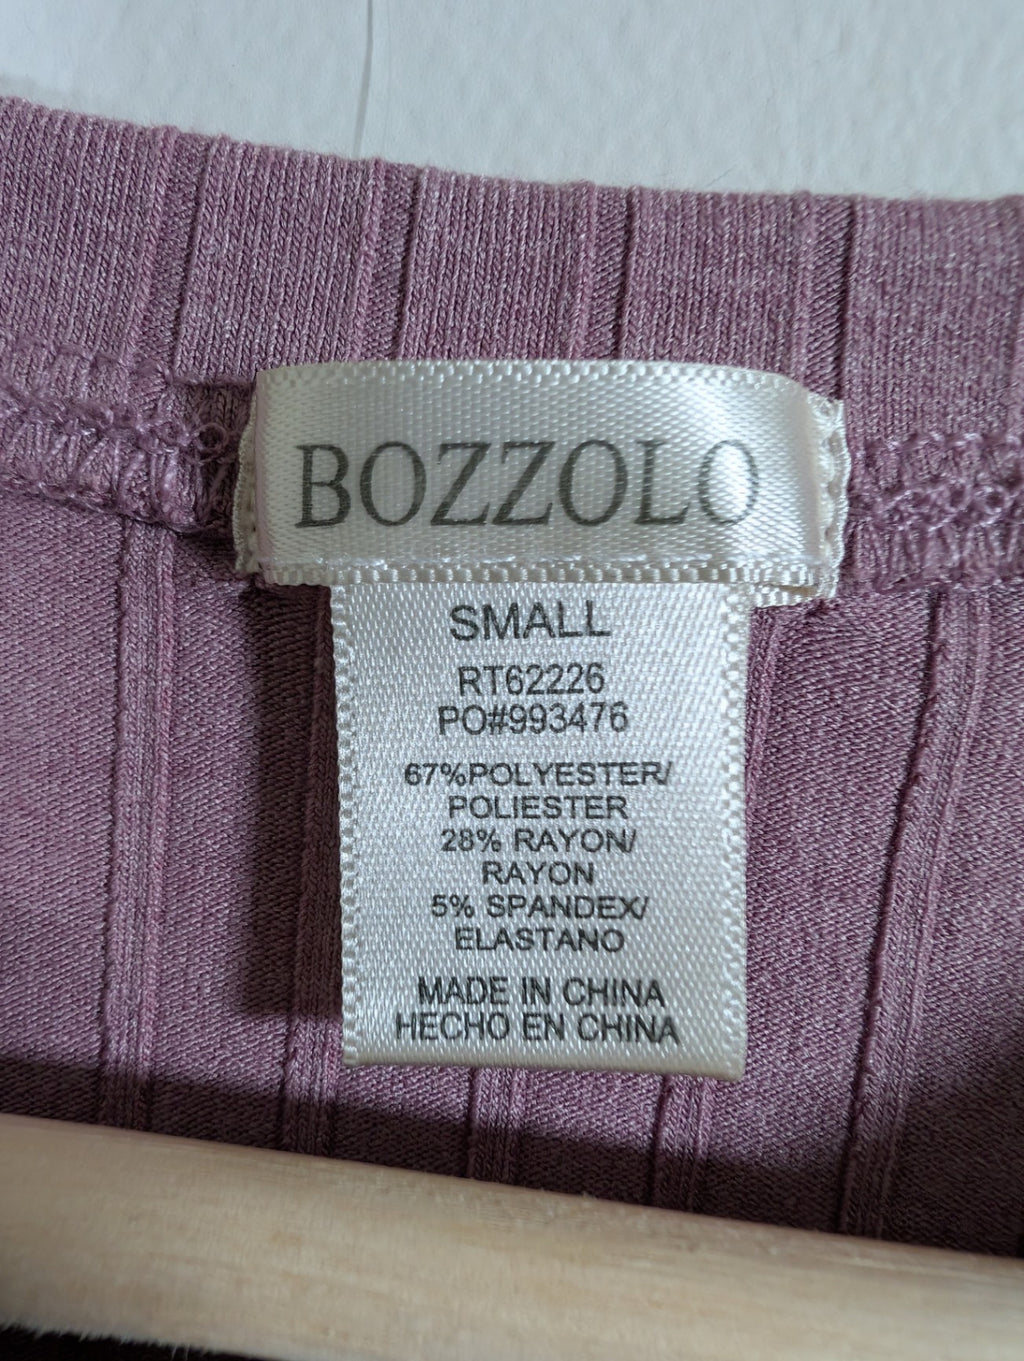 BOZZOLO
SMALL
RT62226
PO#993476
67%POLYESTER/
POLIESTER
28% RAYON/
RAYON
5% SPANDEX/
ELASTANO
MADE IN CHINA
HECHO EN CHINA